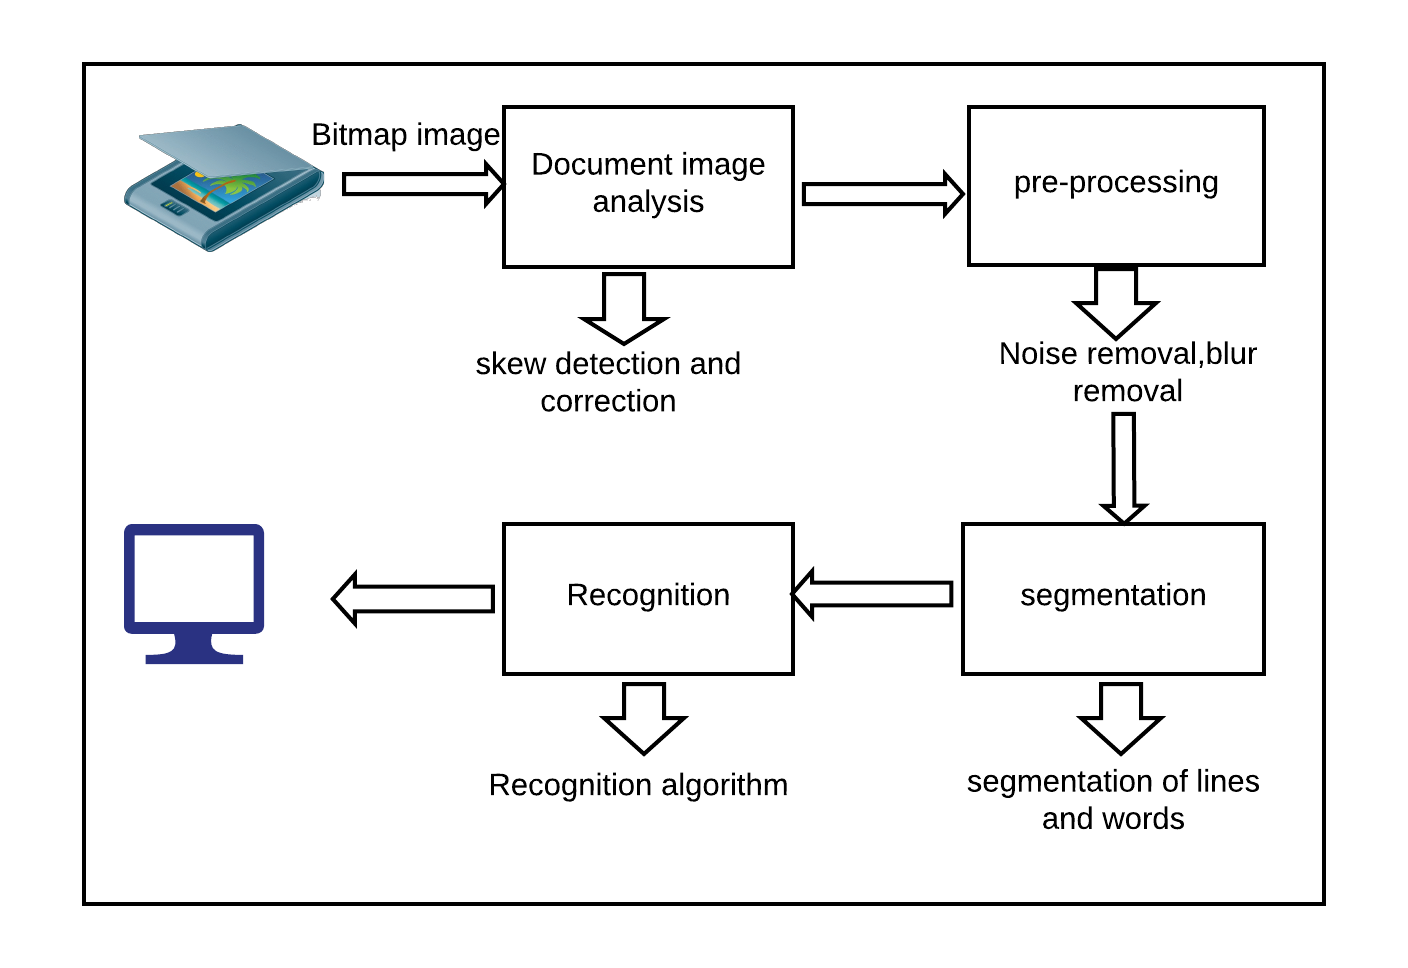 Bitmap image
Document image
analysis
pre-processing
skew detection and
correction
Noise removal,blur
removal
Recognition
segmentation
Recognition algorithm
segmentation of lines
and words